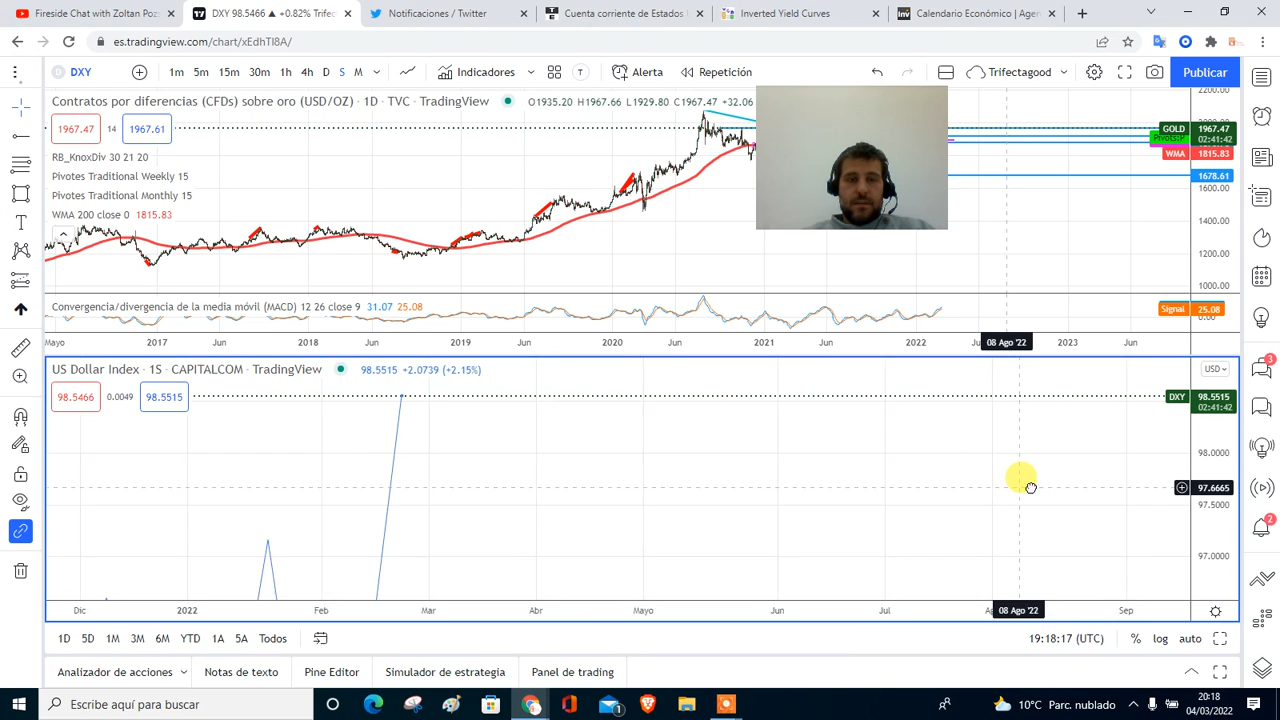 Fireside Chat with Zoltan Poz
DXY 98.5466 ▲ +0.82% Trifec
Notificaciones / Twitter
Cuenta corriente de Estados
Inverted Yield Curves
Calendario Económico | Agen
es.tradingview.com/chart/xEdhTI8A/
DXY
1m 5m 15m 30m 1h 4h D S M
Indicadores
Alerta
Repetición
Trifectagood
Publicar
Contratos por diferencias (CFDs) sobre oro (USD/OZ) · 1D · TVC · TradingView
O1935.20 H1967.66 L1929.80 C1967.47 +32.06
1967.47 14 1967.61
RB_KnoxDiv 30 21 20
Pivotes Traditional Weekly 15
Pivotes Traditional Monthly 15
WMA 200 close 0 1815.83
2200.00
GOLD 1967.47
02:41:42
WMA 1815.83
1678.61
1600.00
1400.00
1200.00
1000.00
Convergencia/divergencia de la media móvil (MACD) 12 26 close 9 31.07 25.08
Signal 25.08
Mayo 2017 Jun 2018 Jun 2019 Jun 2020 Jun 2021 Jun 2022 08 Ago '22 2023 Jun
US Dollar Index · 1S · CAPITALCOM · TradingView
98.5515 +2.0739 (+2.15%)
USD
98.5466 0.0049 98.5515
DXY 98.5515
02:41:42
98.0000
97.6665
97.5000
97.0000
Dic 2022 Feb Mar Abr Mayo Jun Jul 08 Ago '22 Sep
1D 5D 1M 3M 6M YTD 1A 5A Todos
19:18:17 (UTC)
% log auto
Analizador de acciones
Notas de texto
Pine Editor
Simulador de estrategia
Panel de trading
3
2
Escribe aquí para buscar
1
10°C Parc. nublado
20:18
04/03/2022